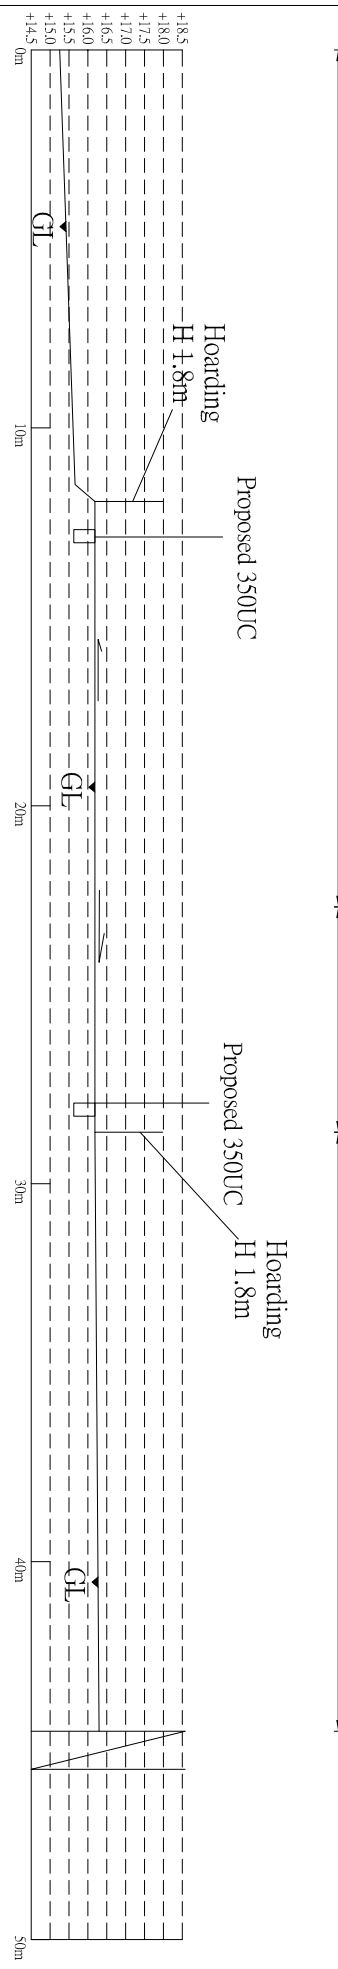 +18.5
+18.0
+17.5
+17.0
+16.5
+16.0
+15.5
+15.0
+14.5
0m
10m
20m
30m
40m
50m
GL
Hoarding
H 1.8m
Proposed 350UC
GL
Proposed 350UC
Hoarding
H 1.8m
GL